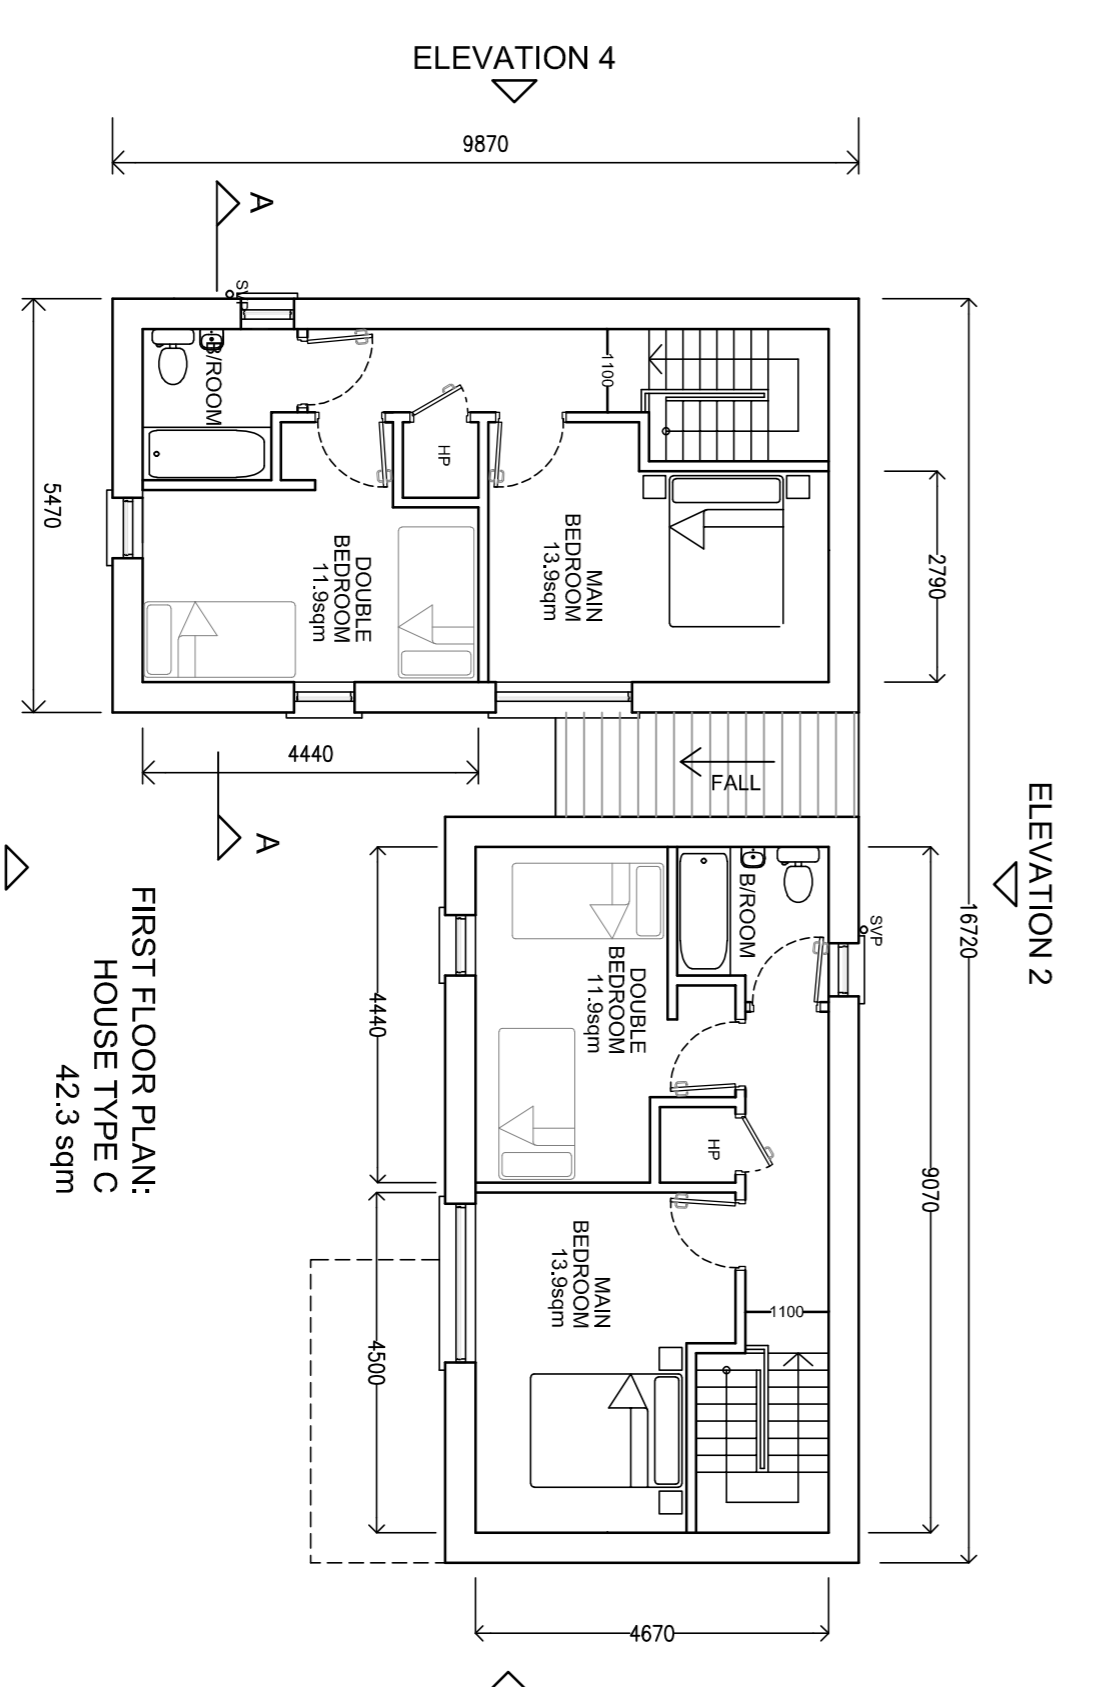 ELEVATION 4
9870
A
SV
B/ROOM
1100
HP
5470
2790
MAIN
BEDROOM
13.9sqm
DOUBLE
BEDROOM
11.9sqm
4440
FALL
A
ELEVATION 2
16720
SVP
B/ROOM
DOUBLE
BEDROOM
11.9sqm
4440
HP
9070
MAIN
BEDROOM
13.9sqm
1100
4500
4670
FIRST FLOOR PLAN:
HOUSE TYPE C
42.3 sqm